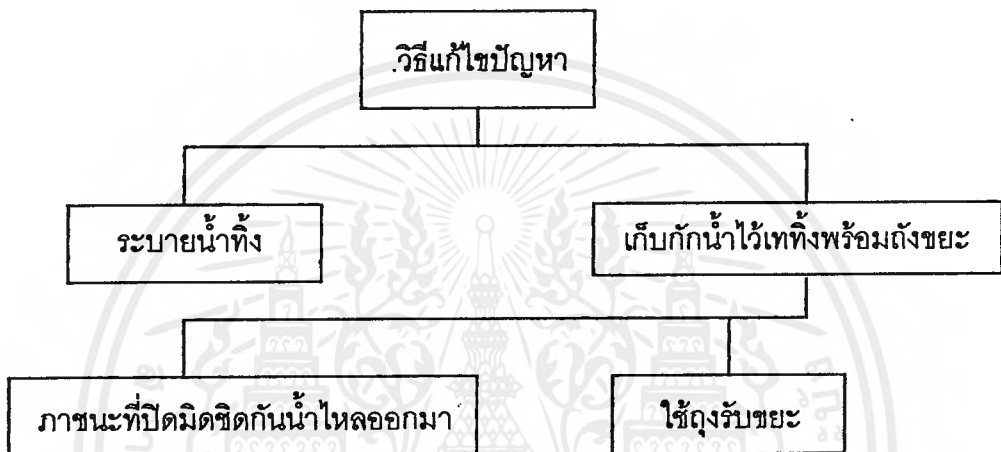 .วิธีแก้ไขปัญหา
ระบายน้ำทิ้ง
เก็บกักน้ำไว้เททิ้งพร้อมถังขยะ
ภาชนะที่ปิดมิดชิดกันน้ำไหลออกมา
ใช้ถุงรับขยะ